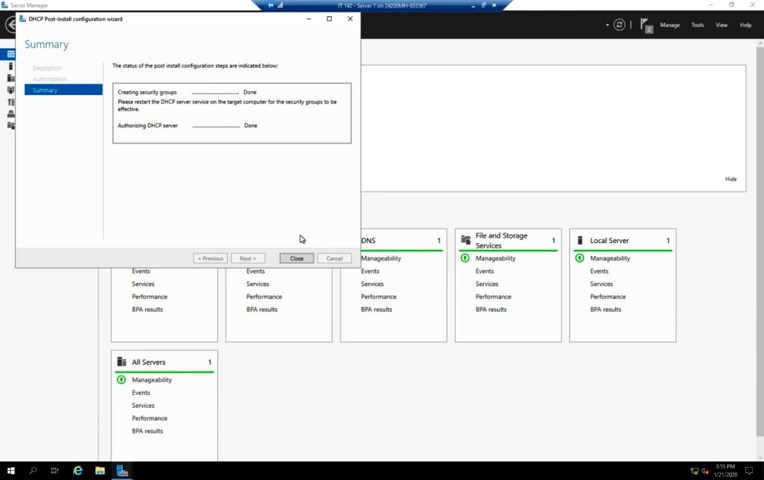 Server Manager
IT 142 - Server 1 on 24200MH-853367
DHCP Post-Install configuration wizard
Manage Tools View Help
2
Summary
Description
Authorization
Summary
The status of the post install configuration steps are indicated below:
Creating security groups Done
Please restart the DHCP server service on the target computer for the security groups to be
effective.
Authorizing DHCP server Done
Hide
< Previous Next > Close Cancel
DNS 1
Manageability
Events
Services
Performance
BPA results
File and Storage
Services 1
Manageability
Events
Services
Performance
BPA results
Local Server 1
Manageability
Events
Services
Performance
BPA results
Events
Services
Performance
BPA results
Events
Services
Performance
BPA results
All Servers 1
Manageability
Events
Services
Performance
BPA results
3:55 PM
1/21/2020